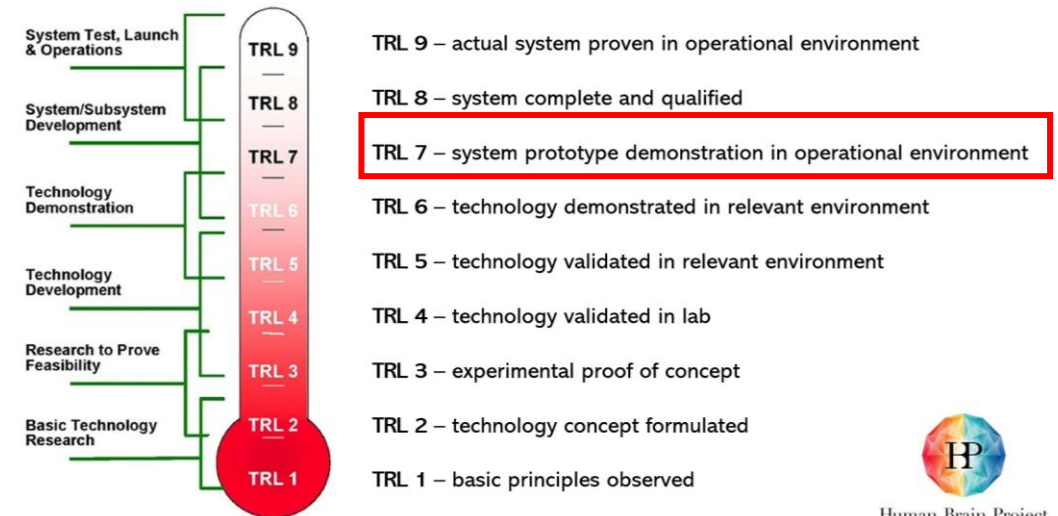 System Test, Launch
& Operations
System/Subsystem
Development
Technology
Demonstration
Technology
Development
Research to Prove
Feasibility
Basic Technology
Research
TRL 9
TRL 8
TRL 7
TRL 6
TRL 5
TRL 4
TRL 3
TRL 2
TRL 1
TRL 9 – actual system proven in operational environment
TRL 8 – system complete and qualified
TRL 7 – system prototype demonstration in operational environment
TRL 6 – technology demonstrated in relevant environment
TRL 5 – technology validated in relevant environment
TRL 4 – technology validated in lab
TRL 3 – experimental proof of concept
TRL 2 – technology concept formulated
TRL 1 – basic principles observed
HP
Human Brain Project